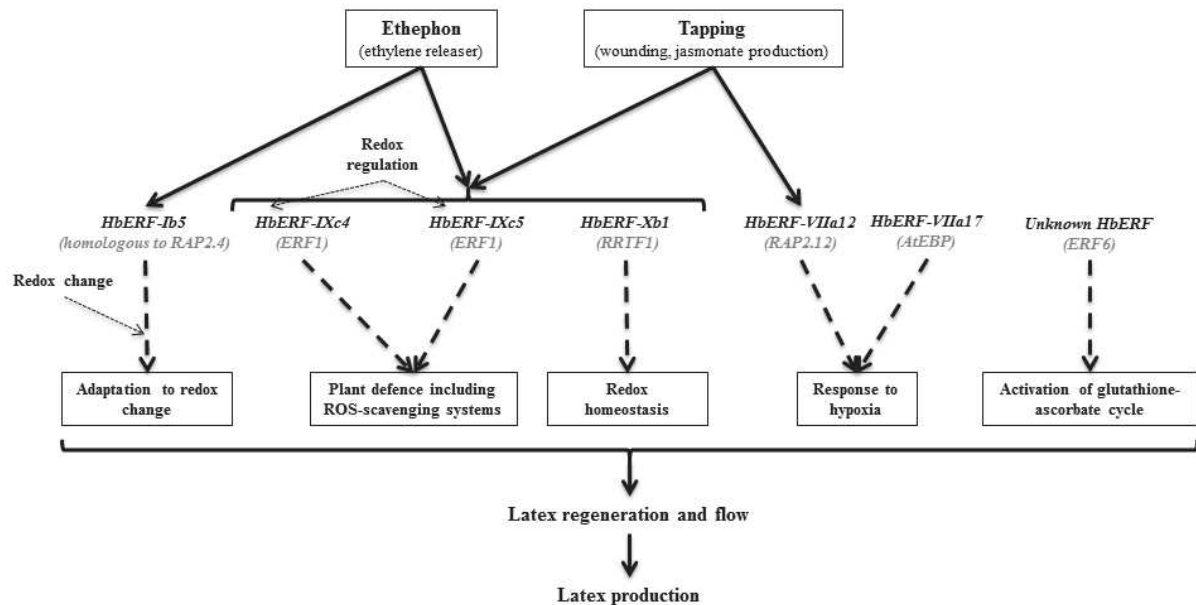 Ethephon
(ethylene releaser)
Tapping
(wounding, jasmonate production)
Redox
regulation
HbERF-Ib5
(homologous to RAP2.4)
HbERF-IXc4
(ERF1)
HbERF-IXc5
(ERF1)
HbERF-Xb1
(RRTF1)
HbERF-VIIa12
(RAP2.12)
HbERF-VIIa17
(AtEBP)
Unknown HbERF
(ERF6)
Redox change
Adaptation to redox
change
Plant defence including
ROS-scavenging systems
Redox
homeostasis
Response to
hypoxia
Activation of glutathione-
ascorbate cycle
Latex regeneration and flow
Latex production